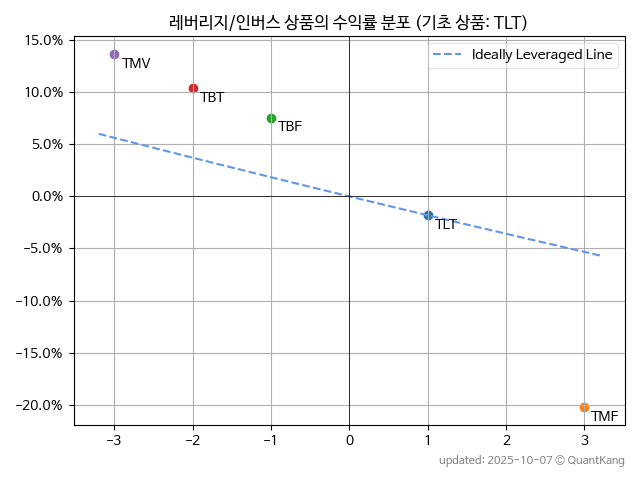 레버리지/인버스 상품의 수익률 분포 (기초 상품: TLT)
15.0%
Ideally Leveraged Line
TMV
10.0%
TBT
TBF
5.0%
0.0%
TLT
-5.0%
-10.0%
-15.0%
-20.0%
TMF
-3 -2 -1 0 1 2 3
updated: 2025-10-07 © QuantKang